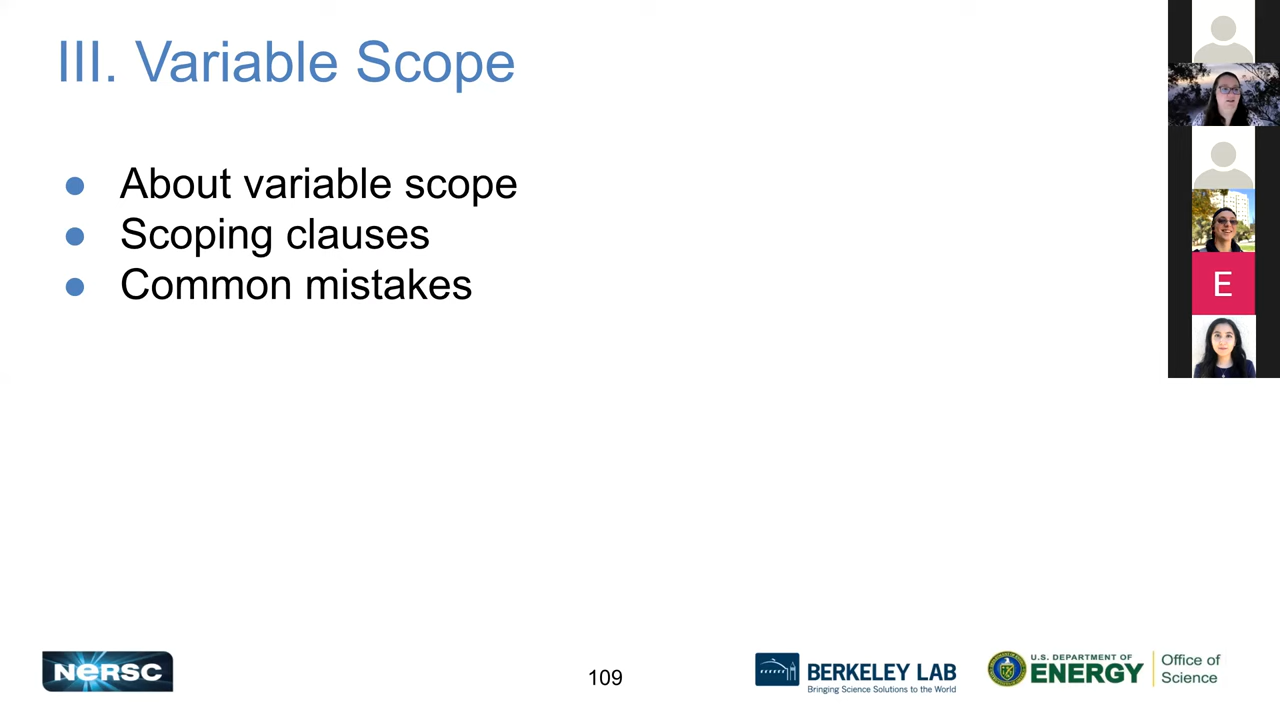 III. Variable Scope
● About variable scope
● Scoping clauses
● Common mistakes
E
NERSC
109
BERKELEY LAB
Bringing Science Solutions to the World
U.S. DEPARTMENT OF
ENERGY
Office of
Science